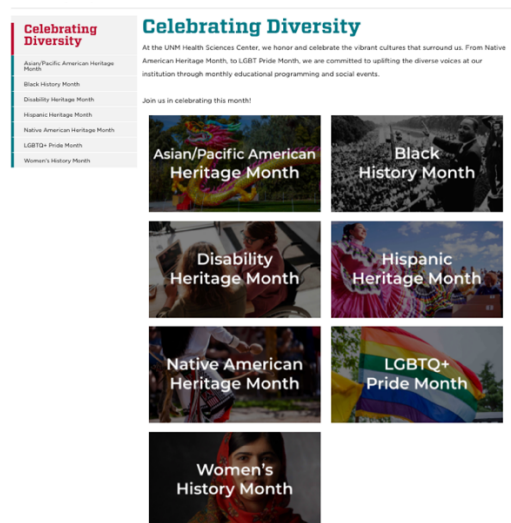 Celebrating
Diversity
Asian/Pacific American Heritage
Month
Black History Month
Disability Heritage Month
Hispanic Heritage Month
Native American Heritage Month
LGBTQ+ Pride Month
Women's History Month
Celebrating Diversity
At the UNM Health Sciences Center, we honor and celebrate the vibrant cultures that surround us. From Native
American Heritage Month, to LGBT Pride Month, we are committed to uplifting the diverse voices at our
institution through monthly educational programming and social events.
Join us in celebrating this month!
Asian/Pacific American
Heritage Month
Black
History Month
Disability
Heritage Month
Hispanic
Heritage Month
Native American
Heritage Month
LGBTQ+
Pride Month
Women's
History Month